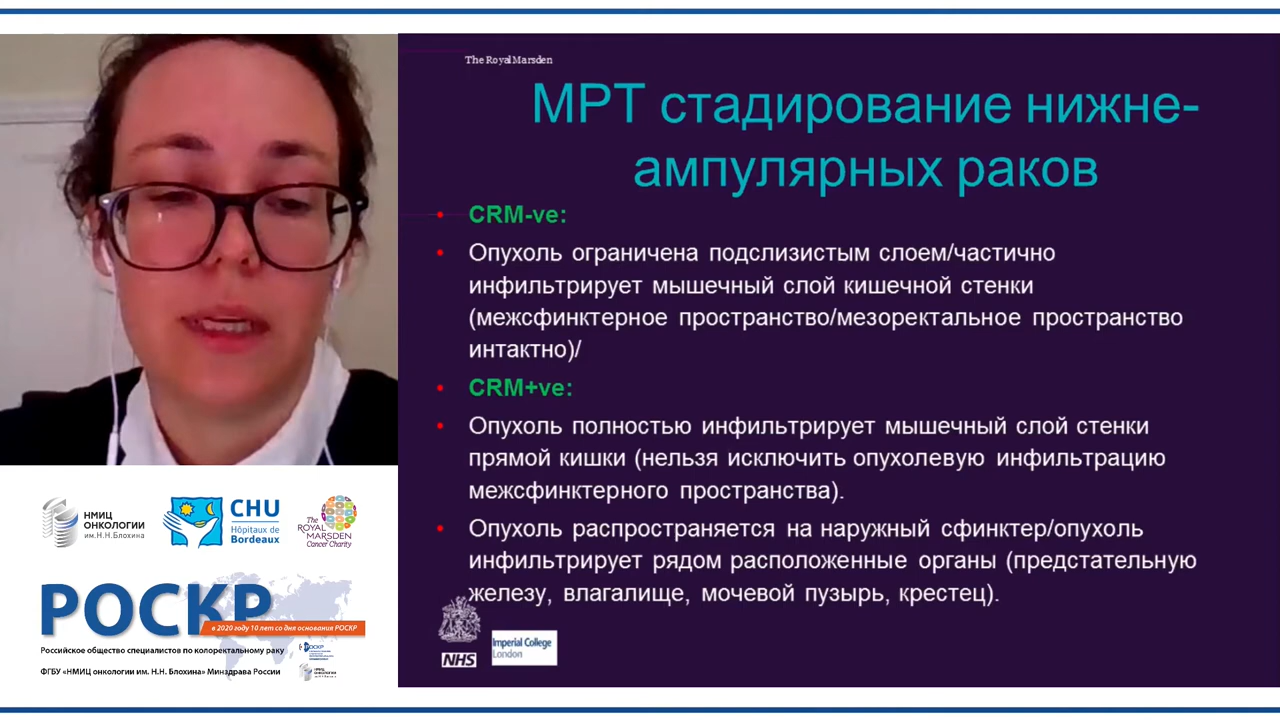 The Royal Marsden
МРТ стадирование нижне-
ампулярных раков
CRM-ve:
Опухоль ограничена подслизистым слоем/частично
инфильтрирует мышечный слой кишечной стенки
(межсфинктерное пространство/мезоректальное пространство
интактно)/
CRM+ve:
Опухоль полностью инфильтрирует мышечный слой стенки
прямой кишки (нельзя исключить опухолевую инфильтрацию
межсфинктерного пространства).
Опухоль распространяется на наружный сфинктер/опухоль
инфильтрирует рядом расположенные органы (предстательную
железу, влагалище, мочевой пузырь, крестец).
NHS
Imperial College
London
НМИЦ
ОНКОЛОГИИ
им. Н.Н. Блохина
CHU
Hôpitaux de
Bordeaux
The
ROYAL
MARSDEN
Cancer Charity
РОСКР
в 2020 году 10 лет со дня основания РОСКР
Российское общество специалистов по колоректальному раку
ФГБУ «НМИЦ онкологии им. Н.Н. Блохина» Минздрава России